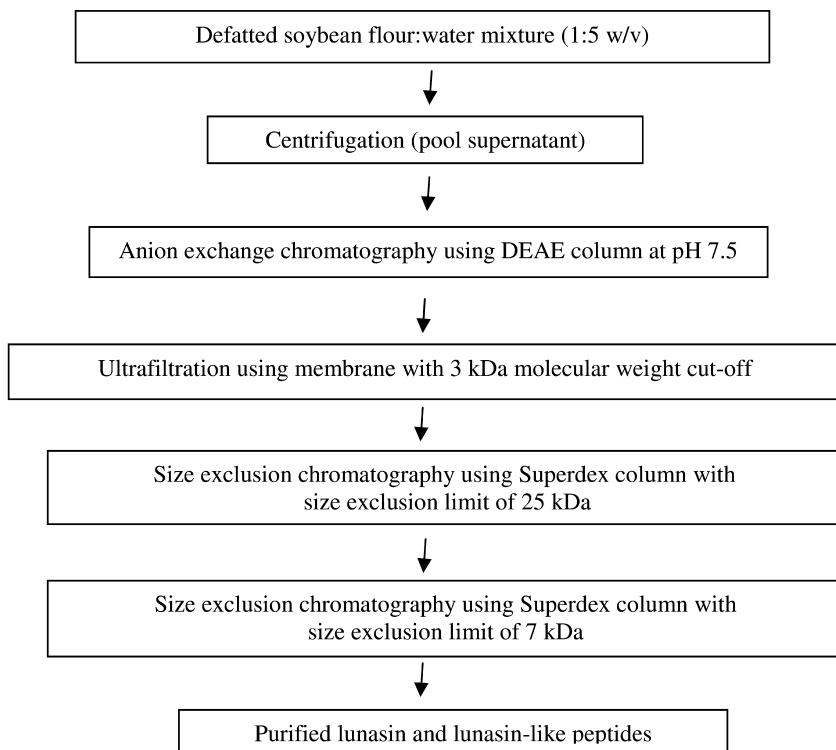 Defatted soybean flour:water mixture (1:5 w/v)
Centrifugation (pool supernatant)
Anion exchange chromatography using DEAE column at pH 7.5
Ultrafiltration using membrane with 3 kDa molecular weight cut-off
Size exclusion chromatography using Superdex column with
size exclusion limit of 25 kDa
Size exclusion chromatography using Superdex column with
size exclusion limit of 7 kDa
Purified lunasin and lunasin-like peptides